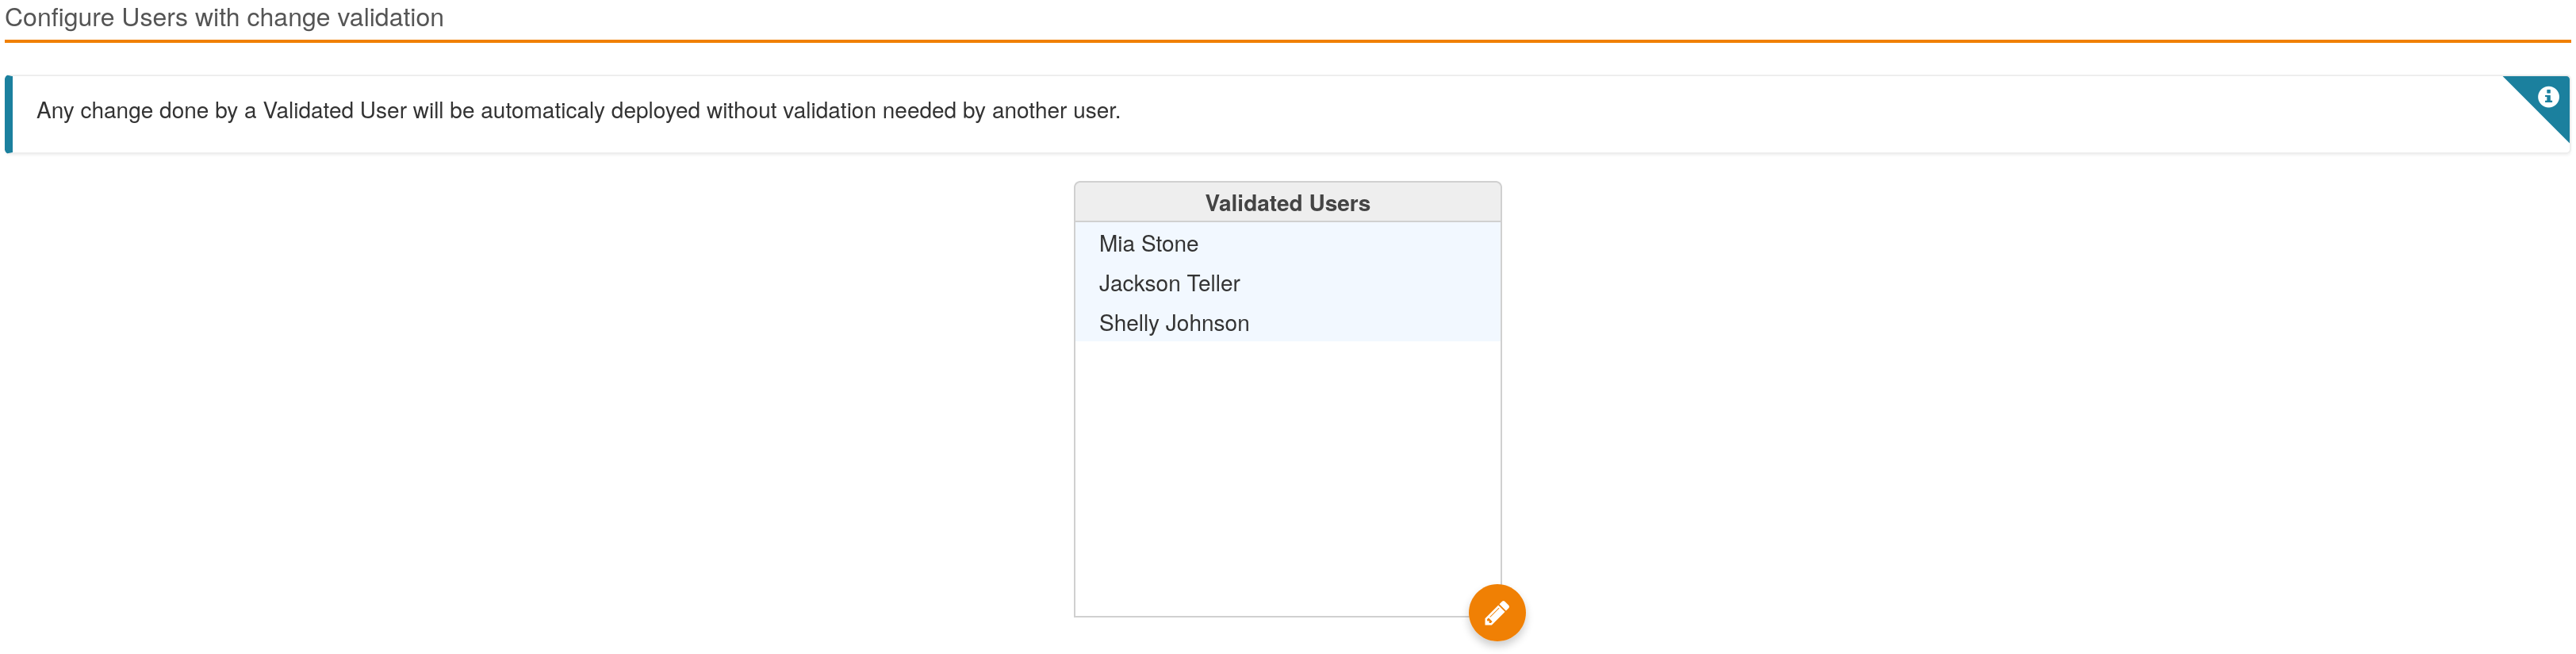 Configure Users with change validation
Any change done by a Validated User will be automaticaly deployed without validation needed by another user.
Validated Users
Mia Stone
Jackson Teller
Shelly Johnson